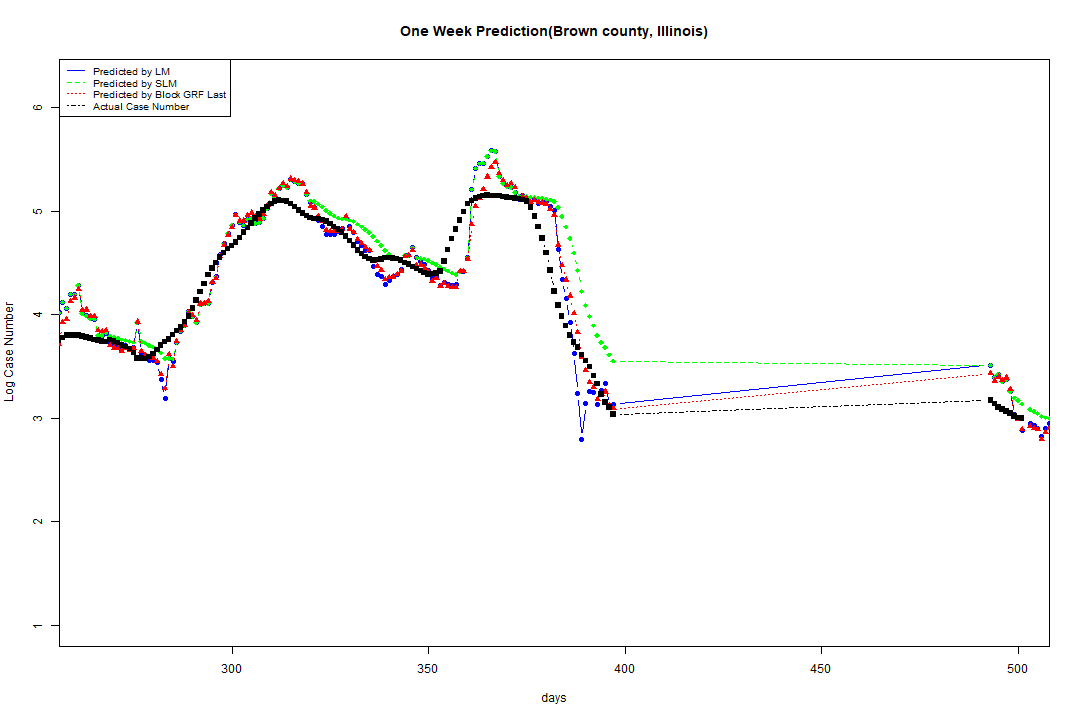 One Week Prediction(Brown county, Illinois)
Predicted by LM
Predicted by SLM
Predicted by Block GRF Last
Actual Case Number
Log Case Number
6
5
4
3
2
1
300
350
400
450
500
days